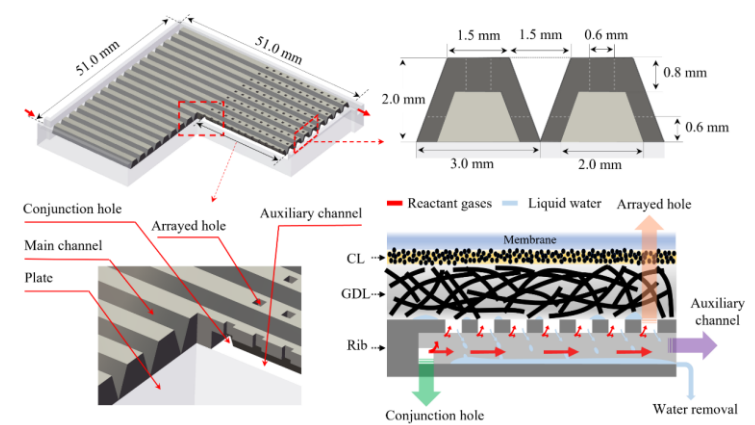 51.0 mm
51.0 mm
1.5 mm
1.5 mm
0.6 mm
2.0 mm
0.8 mm
0.6 mm
3.0 mm
2.0 mm
Conjunction hole
Arrayed hole
Auxiliary channel
Main channel
Plate
Reactant gases
Liquid water
Arrayed hole
Membrane
CL
GDL
Rib
Auxiliary
channel
Conjunction hole
Water removal